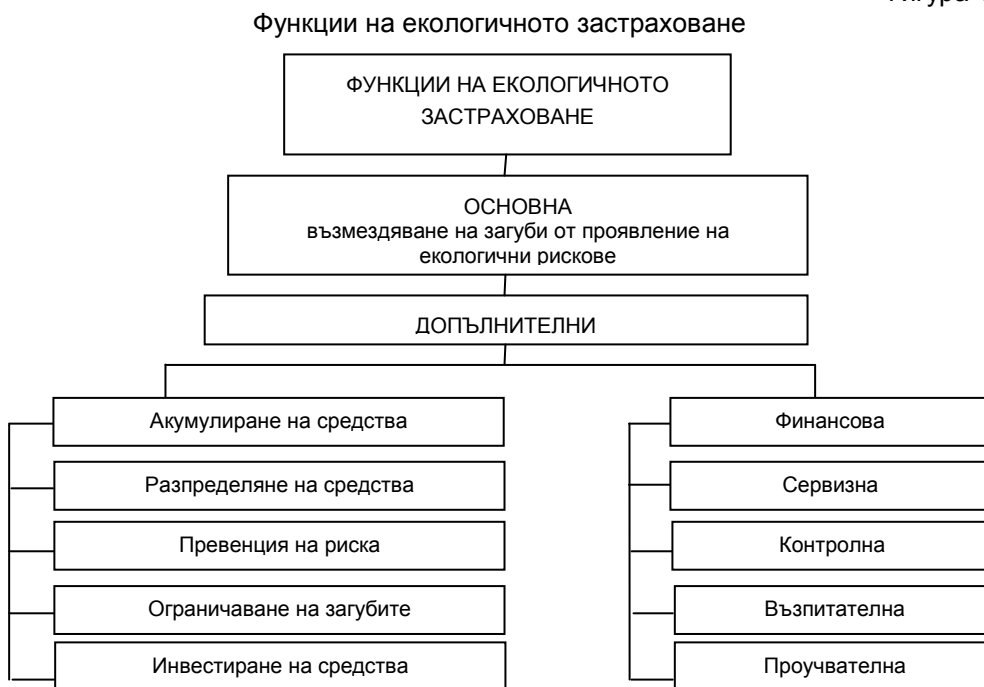 Функции на екологичното застраховане
ФУНКЦИИ НА ЕКОЛОГИЧНОТО
ЗАСТРАХОВАНЕ
ОСНОВНА
възмездяване на загуби от проявление на
екологични рискове
ДОПЪЛНИТЕЛНИ
Акумулиране на средства
Разпределяне на средства
Превенция на риска
Ограничаване на загубите
Инвестиране на средства
Финансова
Сервизна
Контролна
Възпитателна
Проучвателна